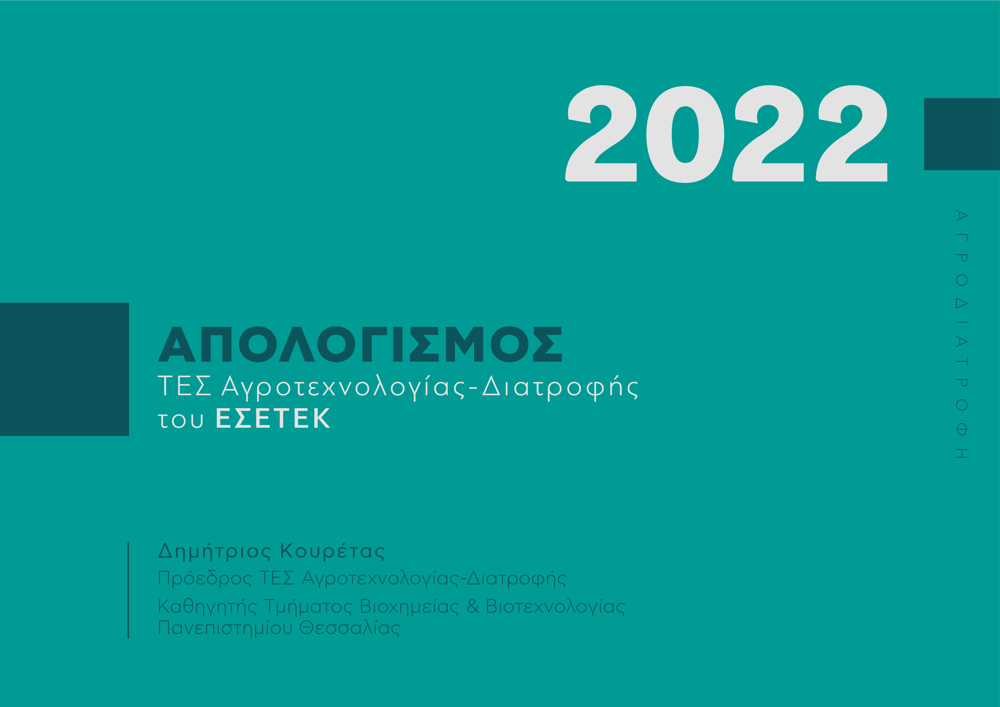 2022
ΑΓΡΟΔΙΑΤΡΟΦΗ
ΑΠΟΛΟΓΙΣΜΟΣ
ΤΕΣ Αγροτεχνολογίας-Διατροφής
του ΕΣΕΤΕΚ
Δημήτριος Κουρέτας
Πρόεδρος ΤΕΣ Αγροτεχνολογίας-Διατροφής
Καθηγητής Τμήματος Βιοχημείας & Βιοτεχνολογίας
Πανεπιστημίου Θεσσαλίας